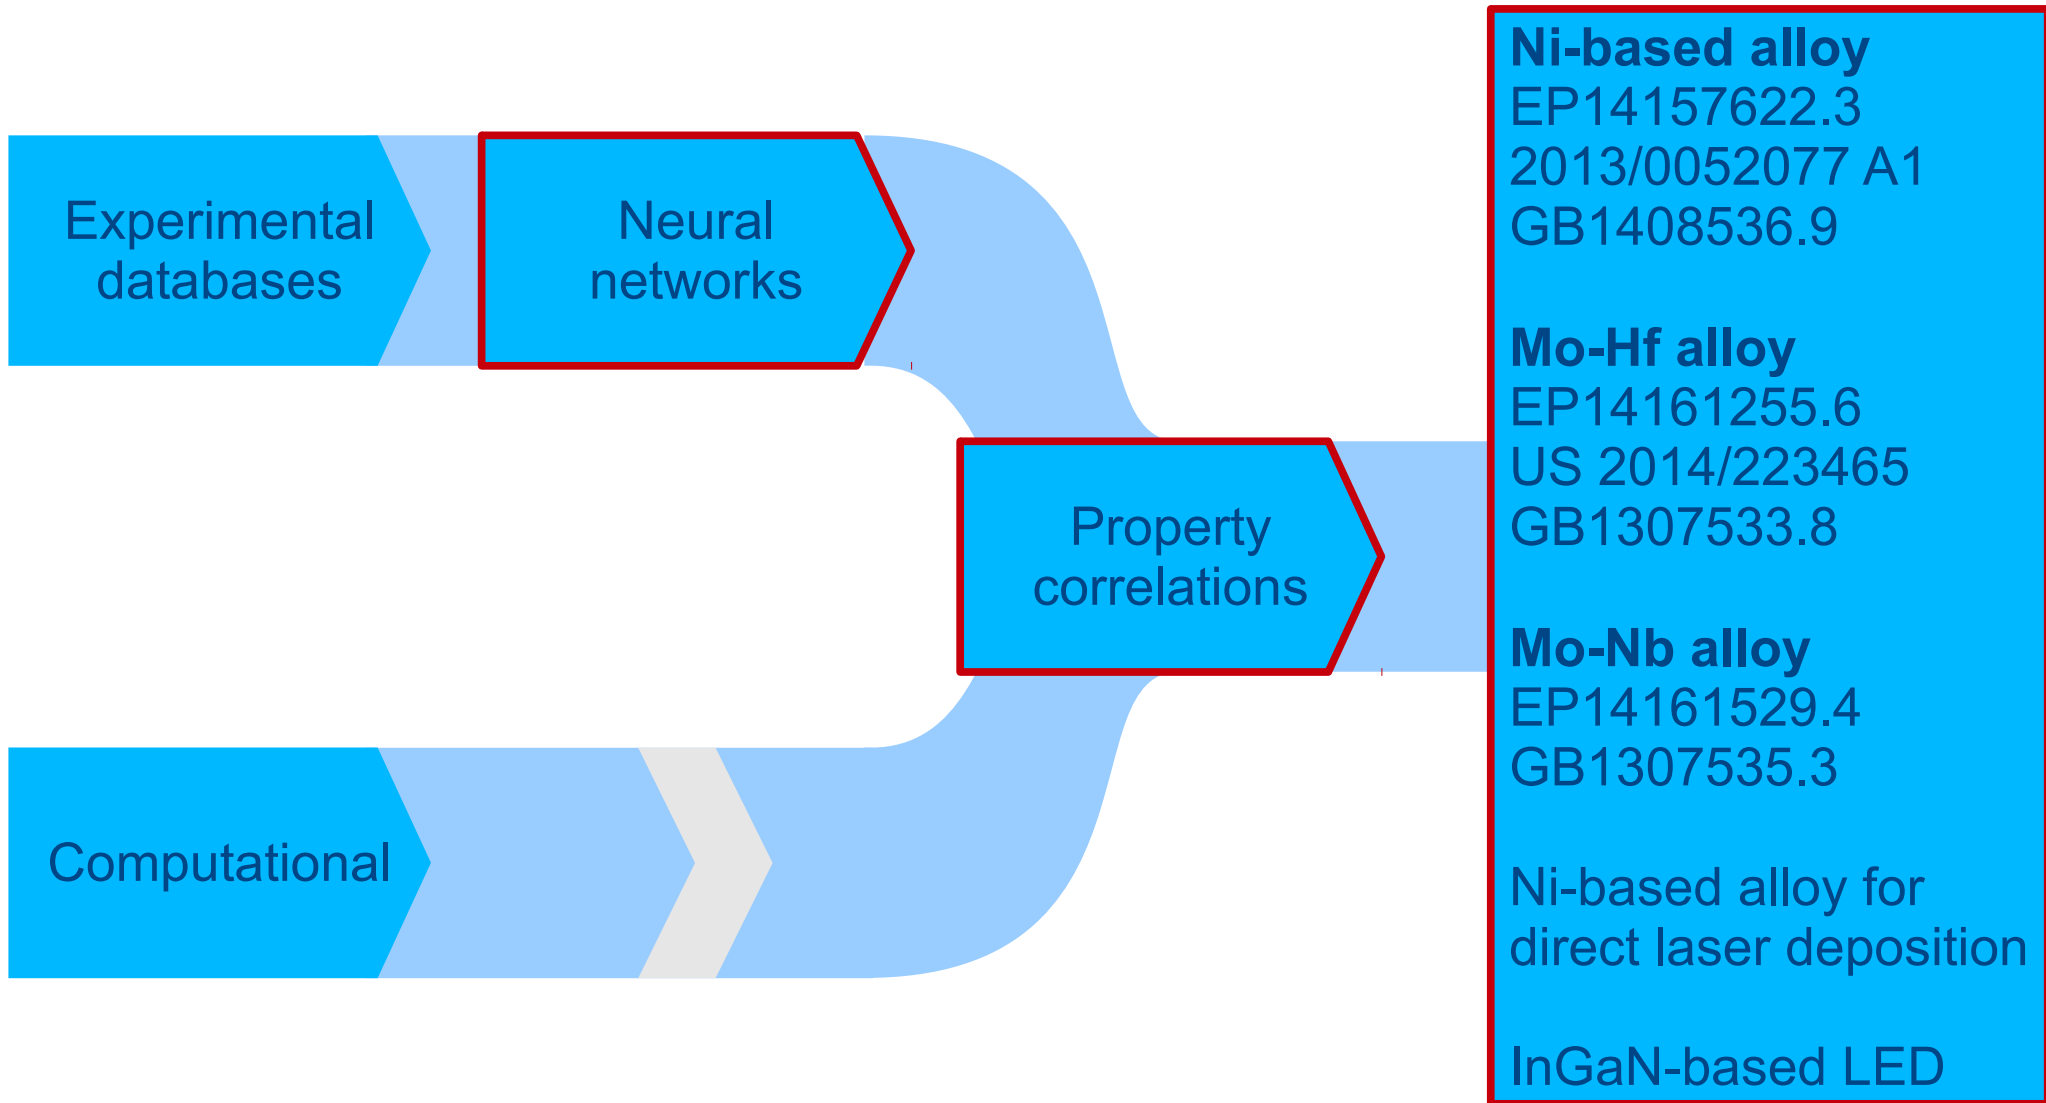 Experimental
databases
Neural
networks
Property
correlations
Computational
Ni-based alloy
EP14157622.3
2013/0052077 A1
GB1408536.9
Mo-Hf alloy
EP14161255.6
US 2014/223465
GB1307533.8
Mo-Nb alloy
EP14161529.4
GB1307535.3
Ni-based alloy for
direct laser deposition
InGaN-based LED